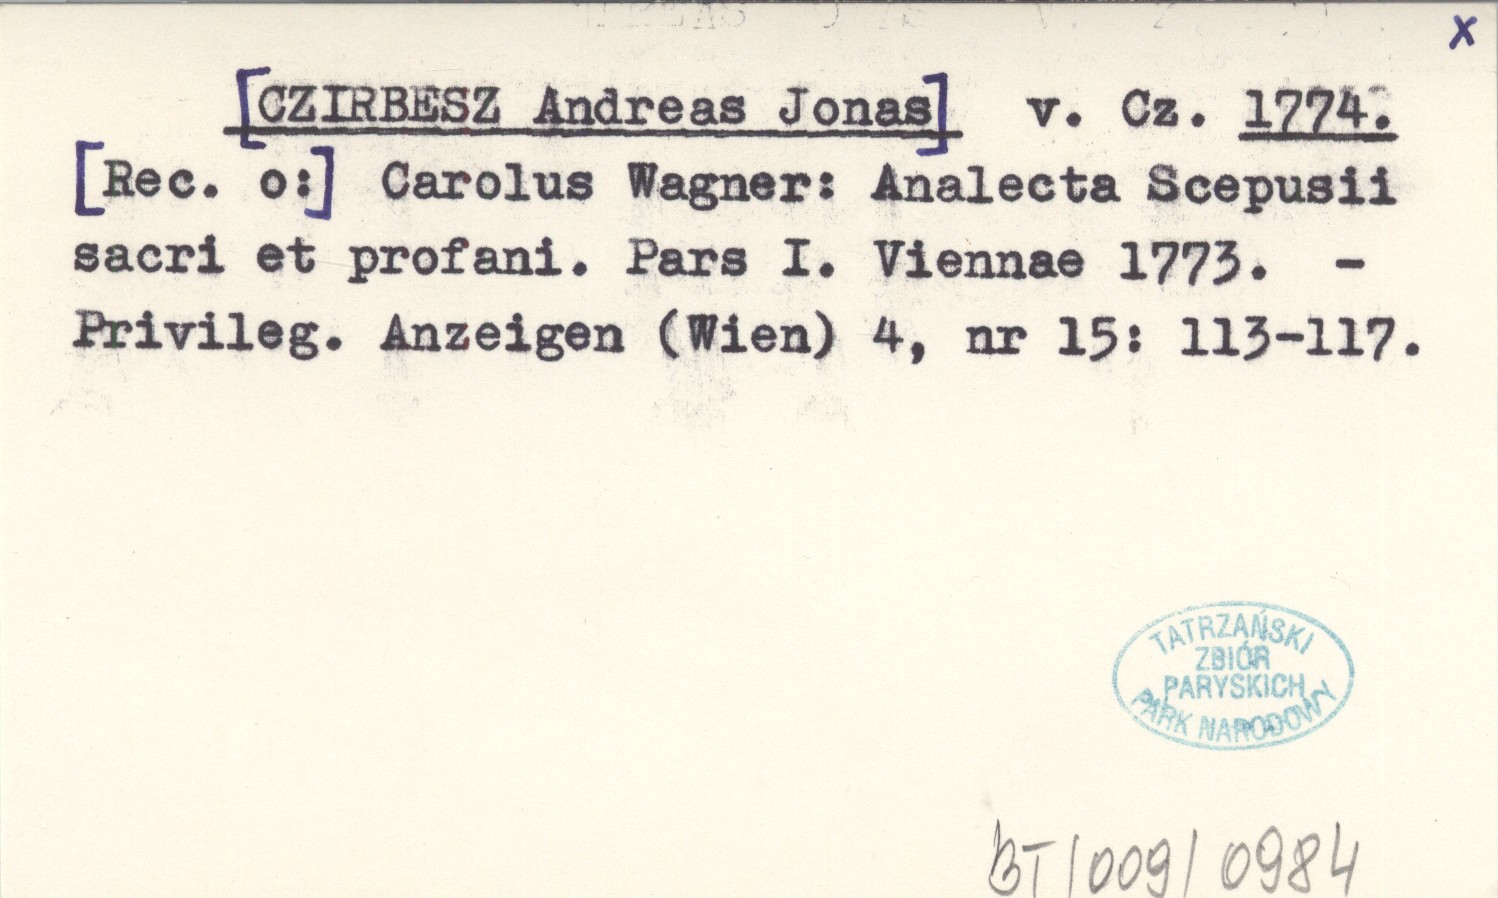 x
[CZIRBESZ Andreas Jonas] v. Cz. 1774.
[Rec. o:] Carolus Wagner: Analecta Scepusii
sacri et profani. Pars I. Viennae 1773. -
Privileg. Anzeigen (Wien) 4, nr 15: 113-117.
TATRZAŃSKI
ZBIÓR
PARYSKICH
PARK NARODOWY
BT/009/0984